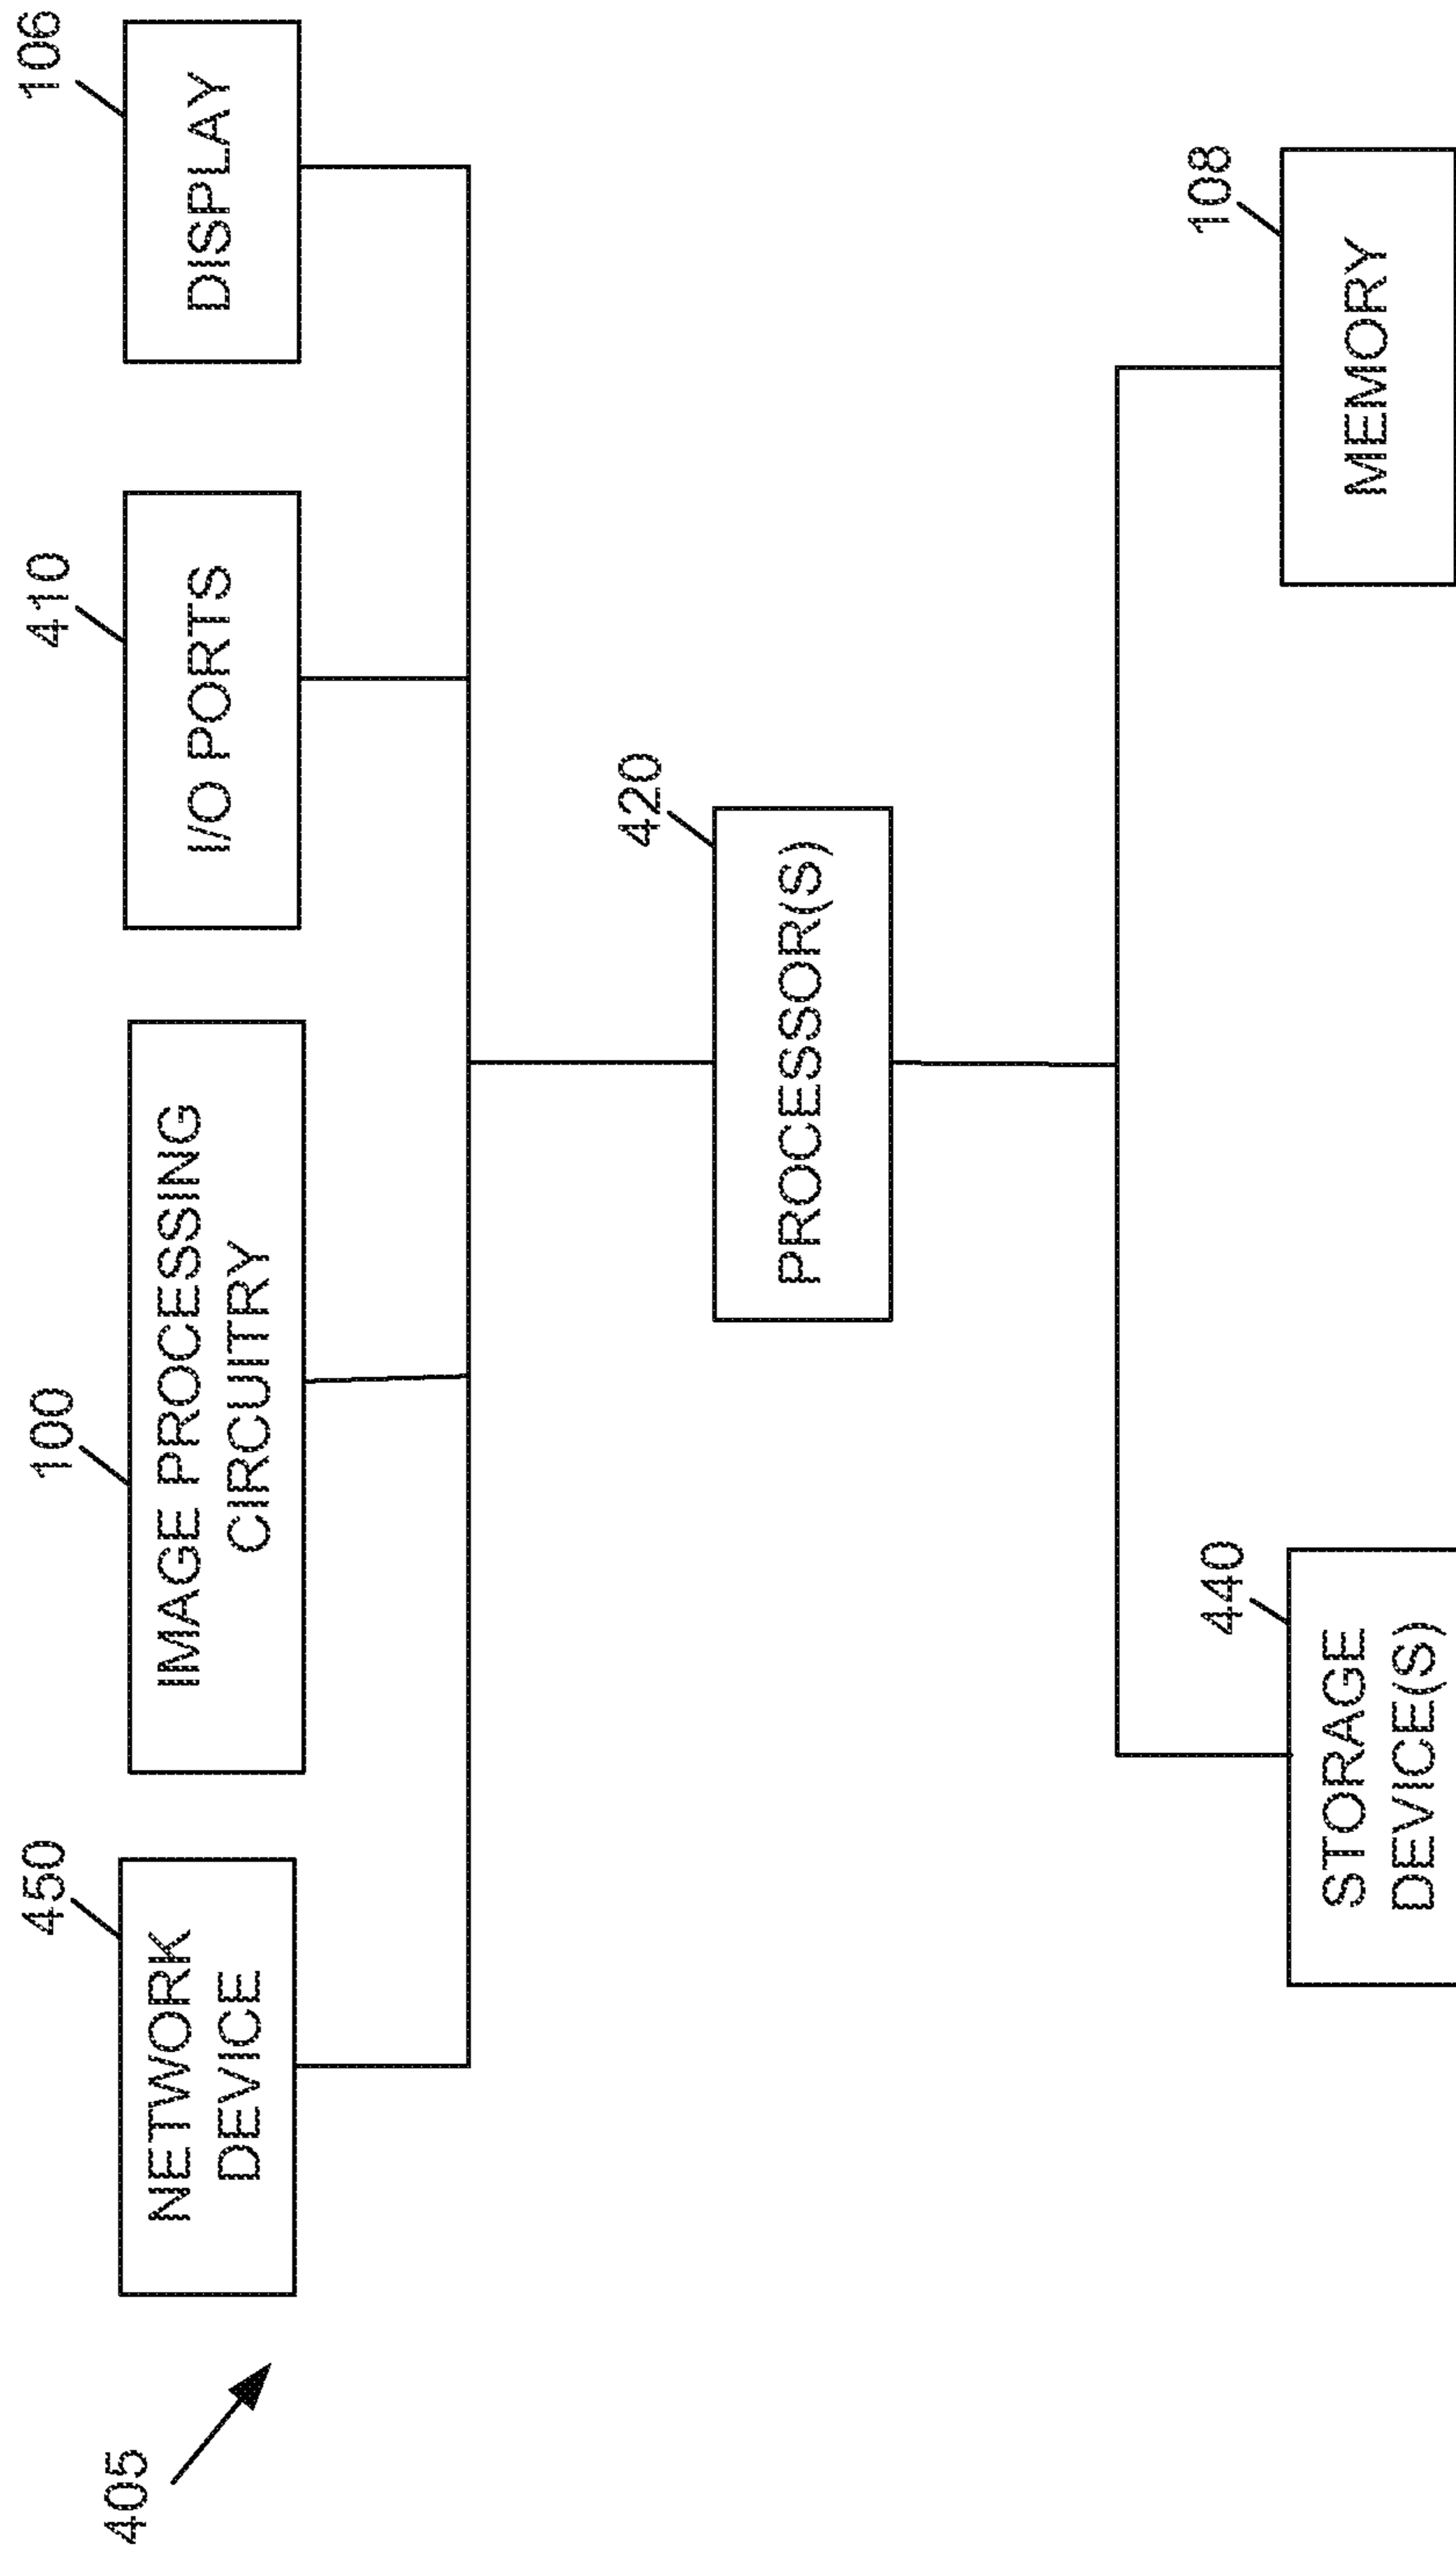 405
450
NETWORK
DEVICE
100
IMAGE PROCESSING
CIRCUITRY
410
I/O PORTS
106
DISPLAY
420
PROCESSOR(S)
440
STORAGE
DEVICE(S)
108
MEMORY